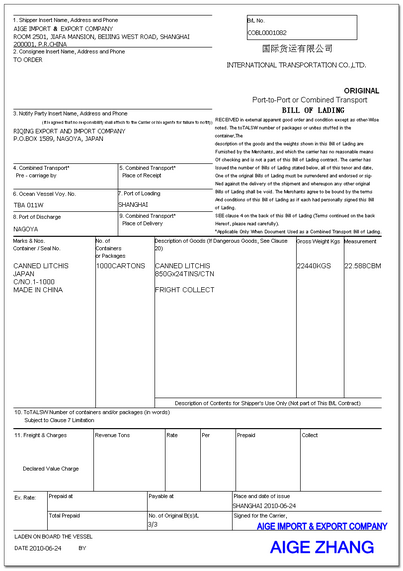 1. Shipper Insert Name, Address and Phone
AIGE IMPORT & EXPORT COMPANY
ROOM 2501, JIAFA MANSION, BEIJING WEST ROAD, SHANGHAI
200001, P.R.CHINA
B/L No.
COBL0001082
2. Consignee Insert Name, Address and Phone
TO ORDER
国际货运有限公司
INTERNATIONAL TRANSPORTATION CO.,LTD.
ORIGINAL
Port-to-Port or Combined Transport
BILL OF LADING
3. Notify Party Insert Name, Address and Phone
(It is agreed that no responsibility shall attach to the Carrier or his agents for failure to notify)
RIQING EXPORT AND IMPORT COMPANY
P.O.BOX 1589, NAGOYA, JAPAN
RECEIVED in external apparent good order and condition except as other-Wise
noted. The toTALSW number of packages or unites stuffed in the
container,The
description of the goods and the weights shown in this Bill of Lading are
Furnished by the Merchants, and which the carrier has no reasonable means
Of checking and is not a part of this Bill of Lading contract. The carrier has
Issued the number of Bills of Lading stated below, all of this tenor and date,
One of the original Bills of Lading must be surrendered and endorsed or sig-
Ned against the delivery of the shipment and whereupon any other original
Bills of Lading shall be void. The Merchants agree to be bound by the terms
And conditions of this Bill of Lading as if each had personally signed this Bill
of Lading.
SEE clause 4 on the back of this Bill of Lading (Terms continued on the back
Hereof, please read carefully).
*Applicable Only When Document Used as a Combined Transport Bill of Lading.
4. Combined Transport*
Pre - carriage by
5. Combined Transport*
Place of Receipt
6. Ocean Vessel Voy. No.
TBA 011W
7. Port of Loading
SHANGHAI
8. Port of Discharge
NAGOYA
9. Combined Transport*
Place of Delivery
Marks & Nos.
Container / Seal No.
No. of
Containers
or Packages
Description of Goods (If Dangerous Goods, See Clause
20)
Gross Weight Kgs
Measurement
CANNED LITCHIS
JAPAN
C/NO.1-1000
MADE IN CHINA
1000CARTONS
CANNED LITCHIS
850Gx24TINS/CTN
FRIGHT COLLECT
22440KGS
22.588CBM
Description of Contents for Shipper's Use Only (Not part of This B/L Contract)
10. ToTALSW Number of containers and/or packages (in words)
Subject to Clause 7 Limitation
11. Freight & Charges
Revenue Tons
Rate
Per
Prepaid
Collect
Declared Value Charge
Ex. Rate:
Prepaid at
Payable at
Place and date of issue
SHANGHAI 2010-06-24
Total Prepaid
No. of Original B(s)/L
3/3
Signed for the Carrier,
AIGE IMPORT & EXPORT COMPANY
AIGE ZHANG
LADEN ON BOARD THE VESSEL
DATE 2010-06-24 BY